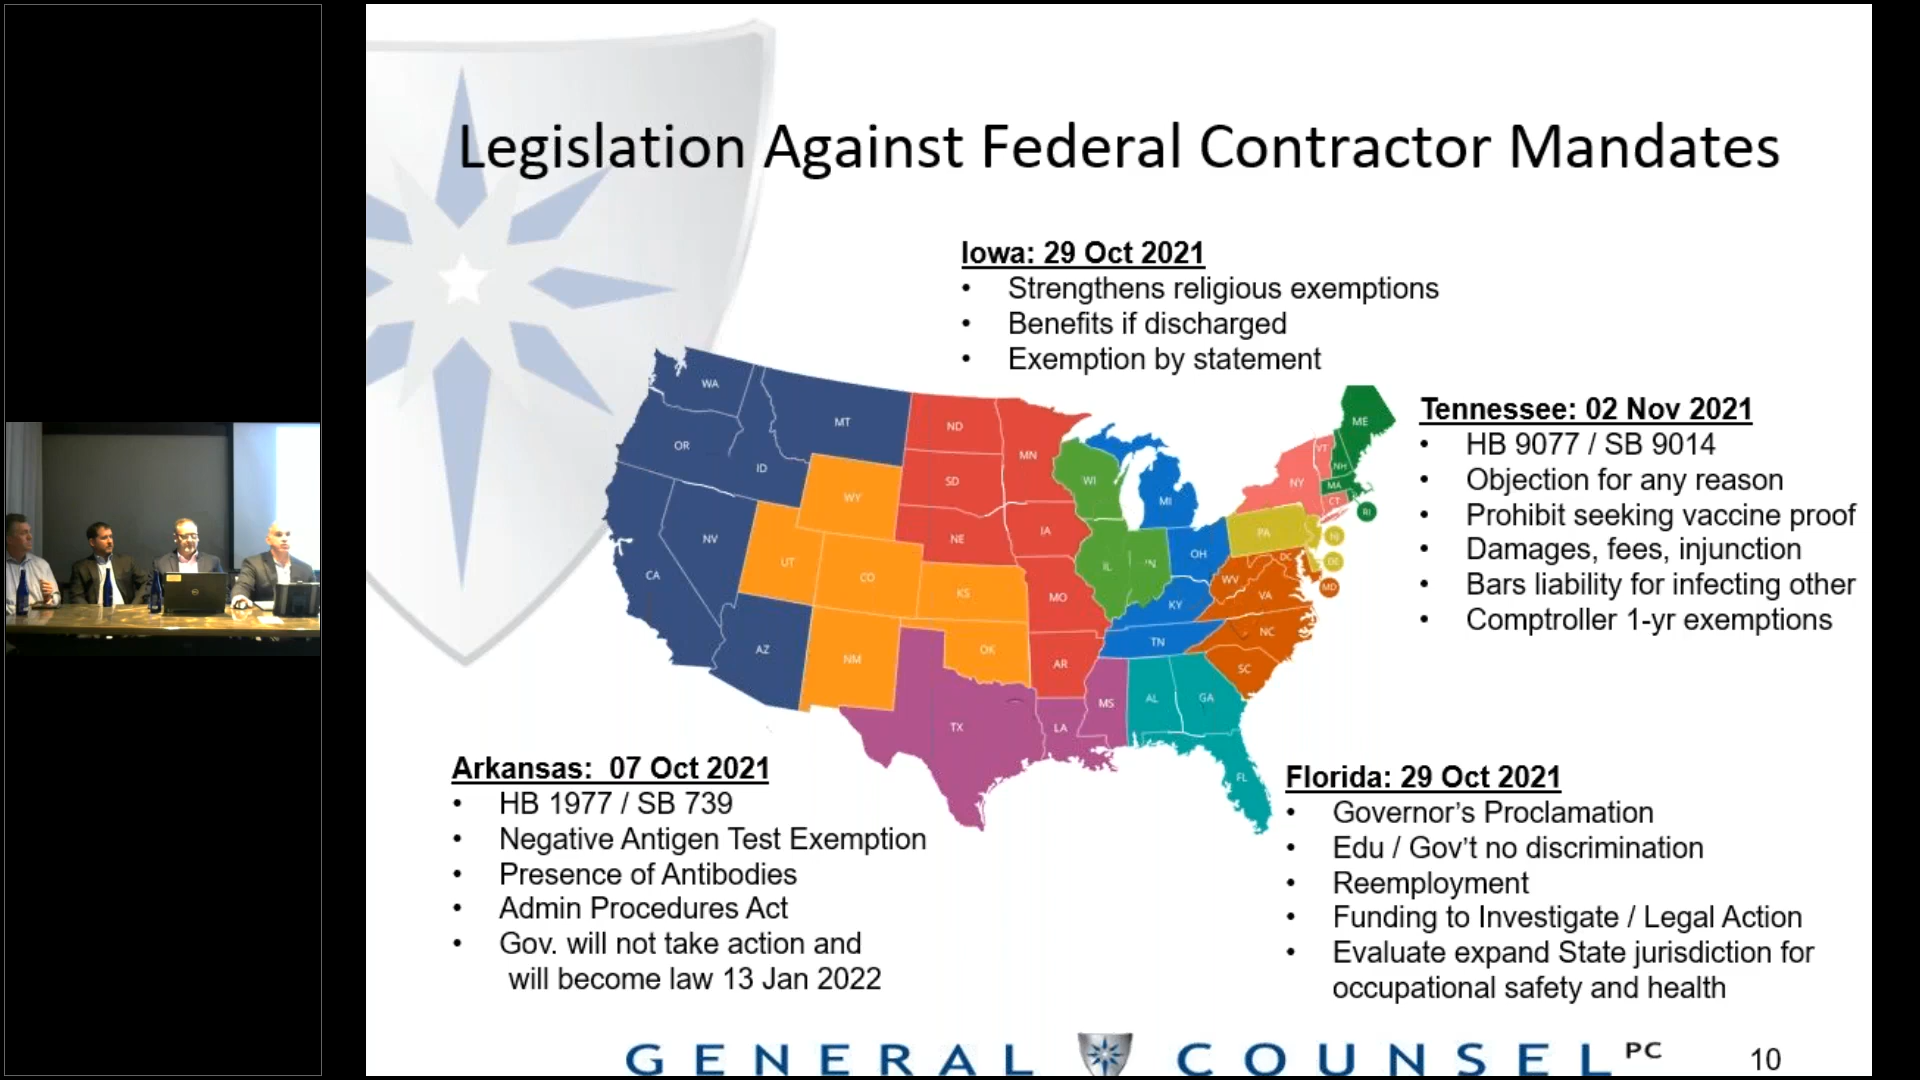 Legislation Against Federal Contractor Mandates
Iowa: 29 Oct 2021
• Strengthens religious exemptions
• Benefits if discharged
• Exemption by statement
Tennessee: 02 Nov 2021
• HB 9077 / SB 9014
• Objection for any reason
• Prohibit seeking vaccine proof
• Damages, fees, injunction
• Bars liability for infecting other
• Comptroller 1-yr exemptions
WA
MT
ND
ME
OR
ID
MN
VT
NH
SD
WI
NY
MA
WY
MI
CT
RI
NV
NE
IA
PA
NJ
UT
CO
IL
IN
OH
DC
DE
CA
KS
MO
KY
WV
VA
MD
AZ
NM
OK
AR
TN
NC
SC
TX
LA
MS
AL
GA
FL
Arkansas: 07 Oct 2021
• HB 1977 / SB 739
• Negative Antigen Test Exemption
• Presence of Antibodies
• Admin Procedures Act
• Gov. will not take action and
will become law 13 Jan 2022
Florida: 29 Oct 2021
• Governor's Proclamation
• Edu / Gov't no discrimination
• Reemployment
• Funding to Investigate / Legal Action
• Evaluate expand State jurisdiction for
occupational safety and health
GENERAL COUNSEL PC
10